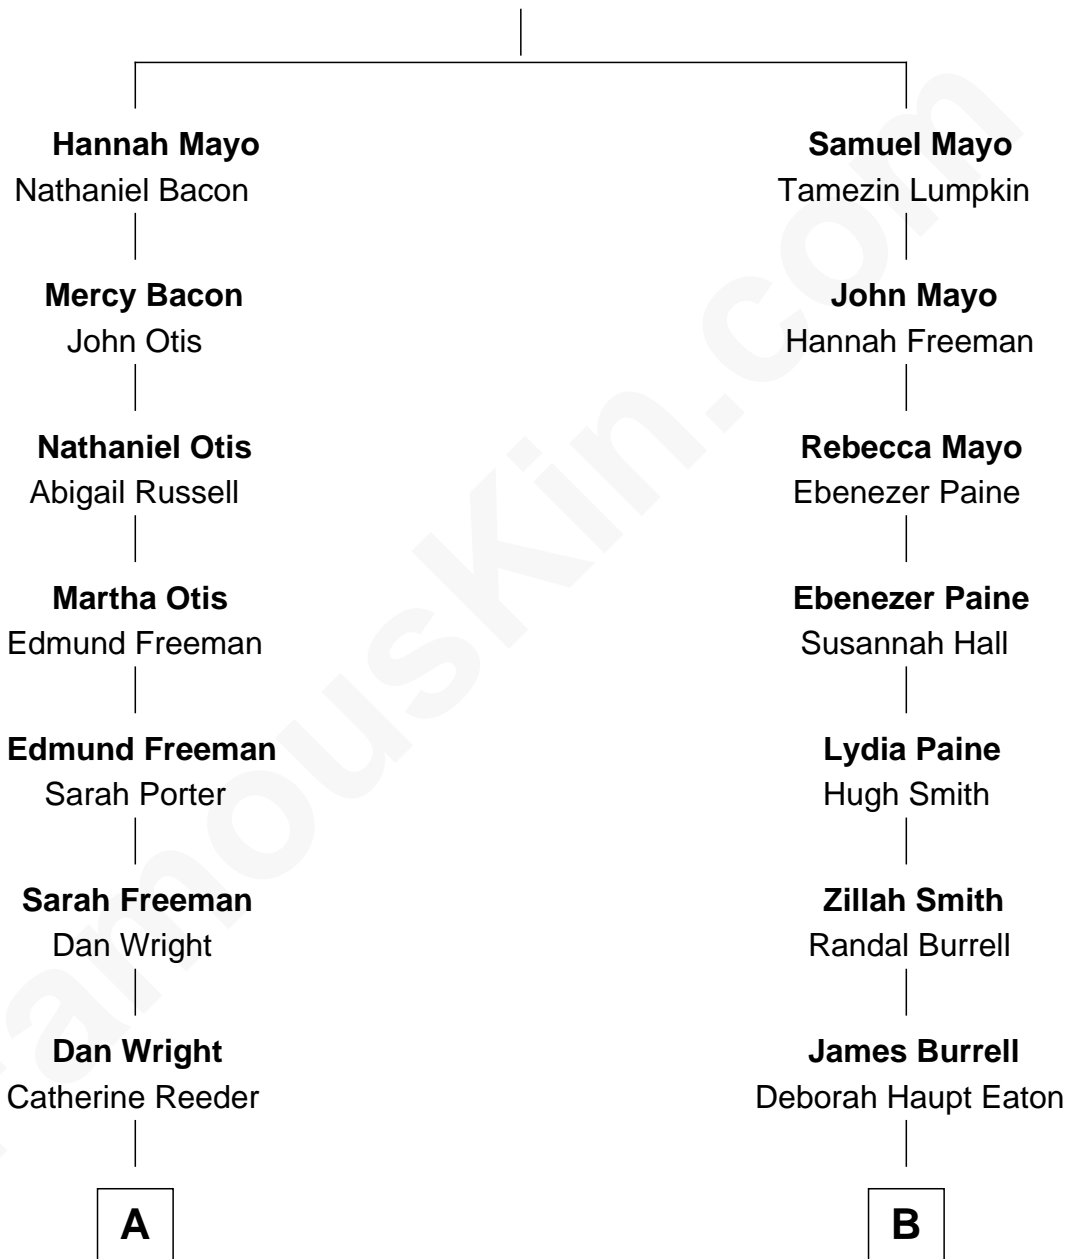 Hannah Mayo
Nathaniel Bacon
Mercy Bacon
John Otis
Nathaniel Otis
Abigail Russell
Martha Otis
Edmund Freeman
Edmund Freeman
Sarah Porter
Sarah Freeman
Dan Wright
Dan Wright
Catherine Reeder
A
Samuel Mayo
Tamezin Lumpkin
John Mayo
Hannah Freeman
Rebecca Mayo
Ebenezer Paine
Ebenezer Paine
Susannah Hall
Lydia Paine
Hugh Smith
Zillah Smith
Randal Burrell
James Burrell
Deborah Haupt Eaton
B
FamousKin.com